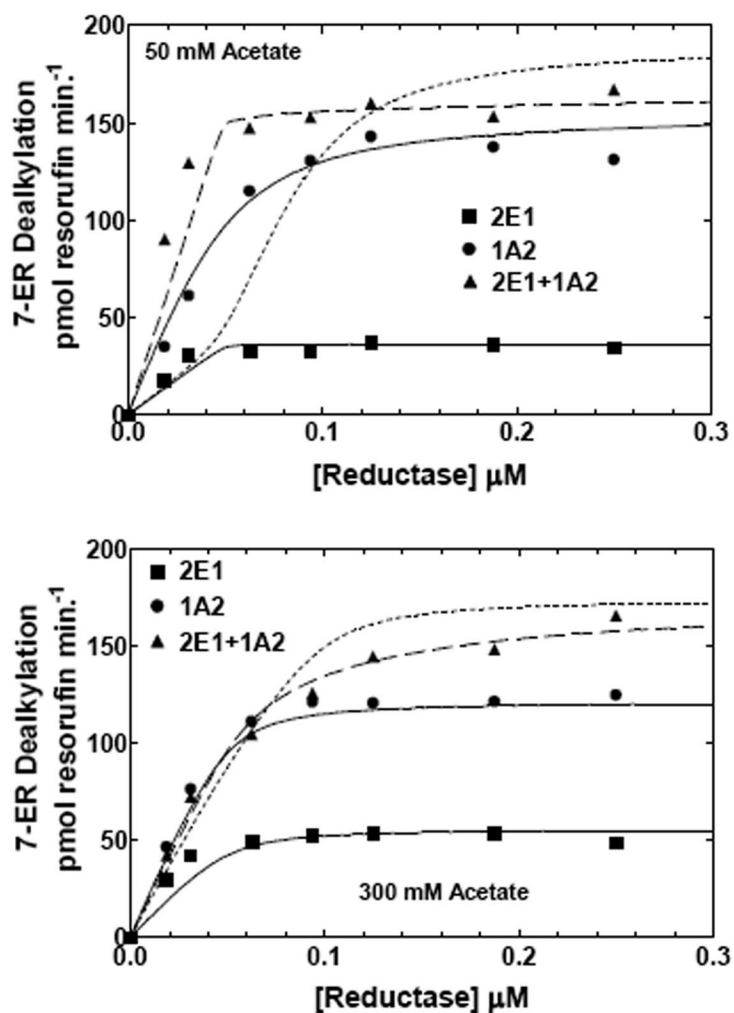 200
50 mM Acetate
150
100
50
0
2E1
1A2
2E1+1A2
7-ER Dealkylation
pmol resorufin min.-1
0.0
0.1
0.2
0.3
[Reductase] μM
200
2E1
1A2
2E1+1A2
150
100
50
0
7-ER Dealkylation
pmol resorufin min.-1
300 mM Acetate
0.0
0.1
0.2
0.3
[Reductase] μM